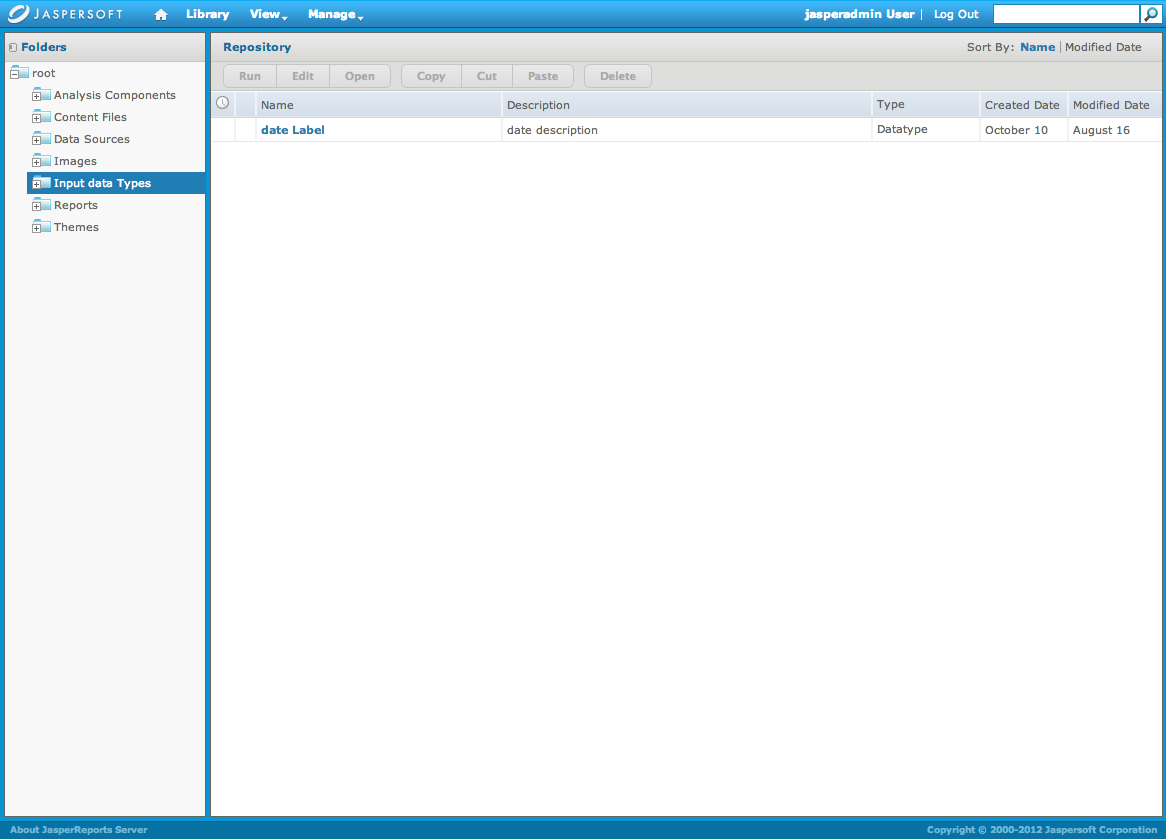 JASPERSOFT Library View Manage jasperadmin User | Log Out
Folders
root
Analysis Components
Content Files
Data Sources
Images
Input data Types
Reports
Themes
Repository Sort By: Name | Modified Date
Run Edit Open Copy Cut Paste Delete
Name Description Type Created Date Modified Date
date Label date description Datatype October 10 August 16
About JasperReports Server Copyright © 2000-2012 Jaspersoft Corporation